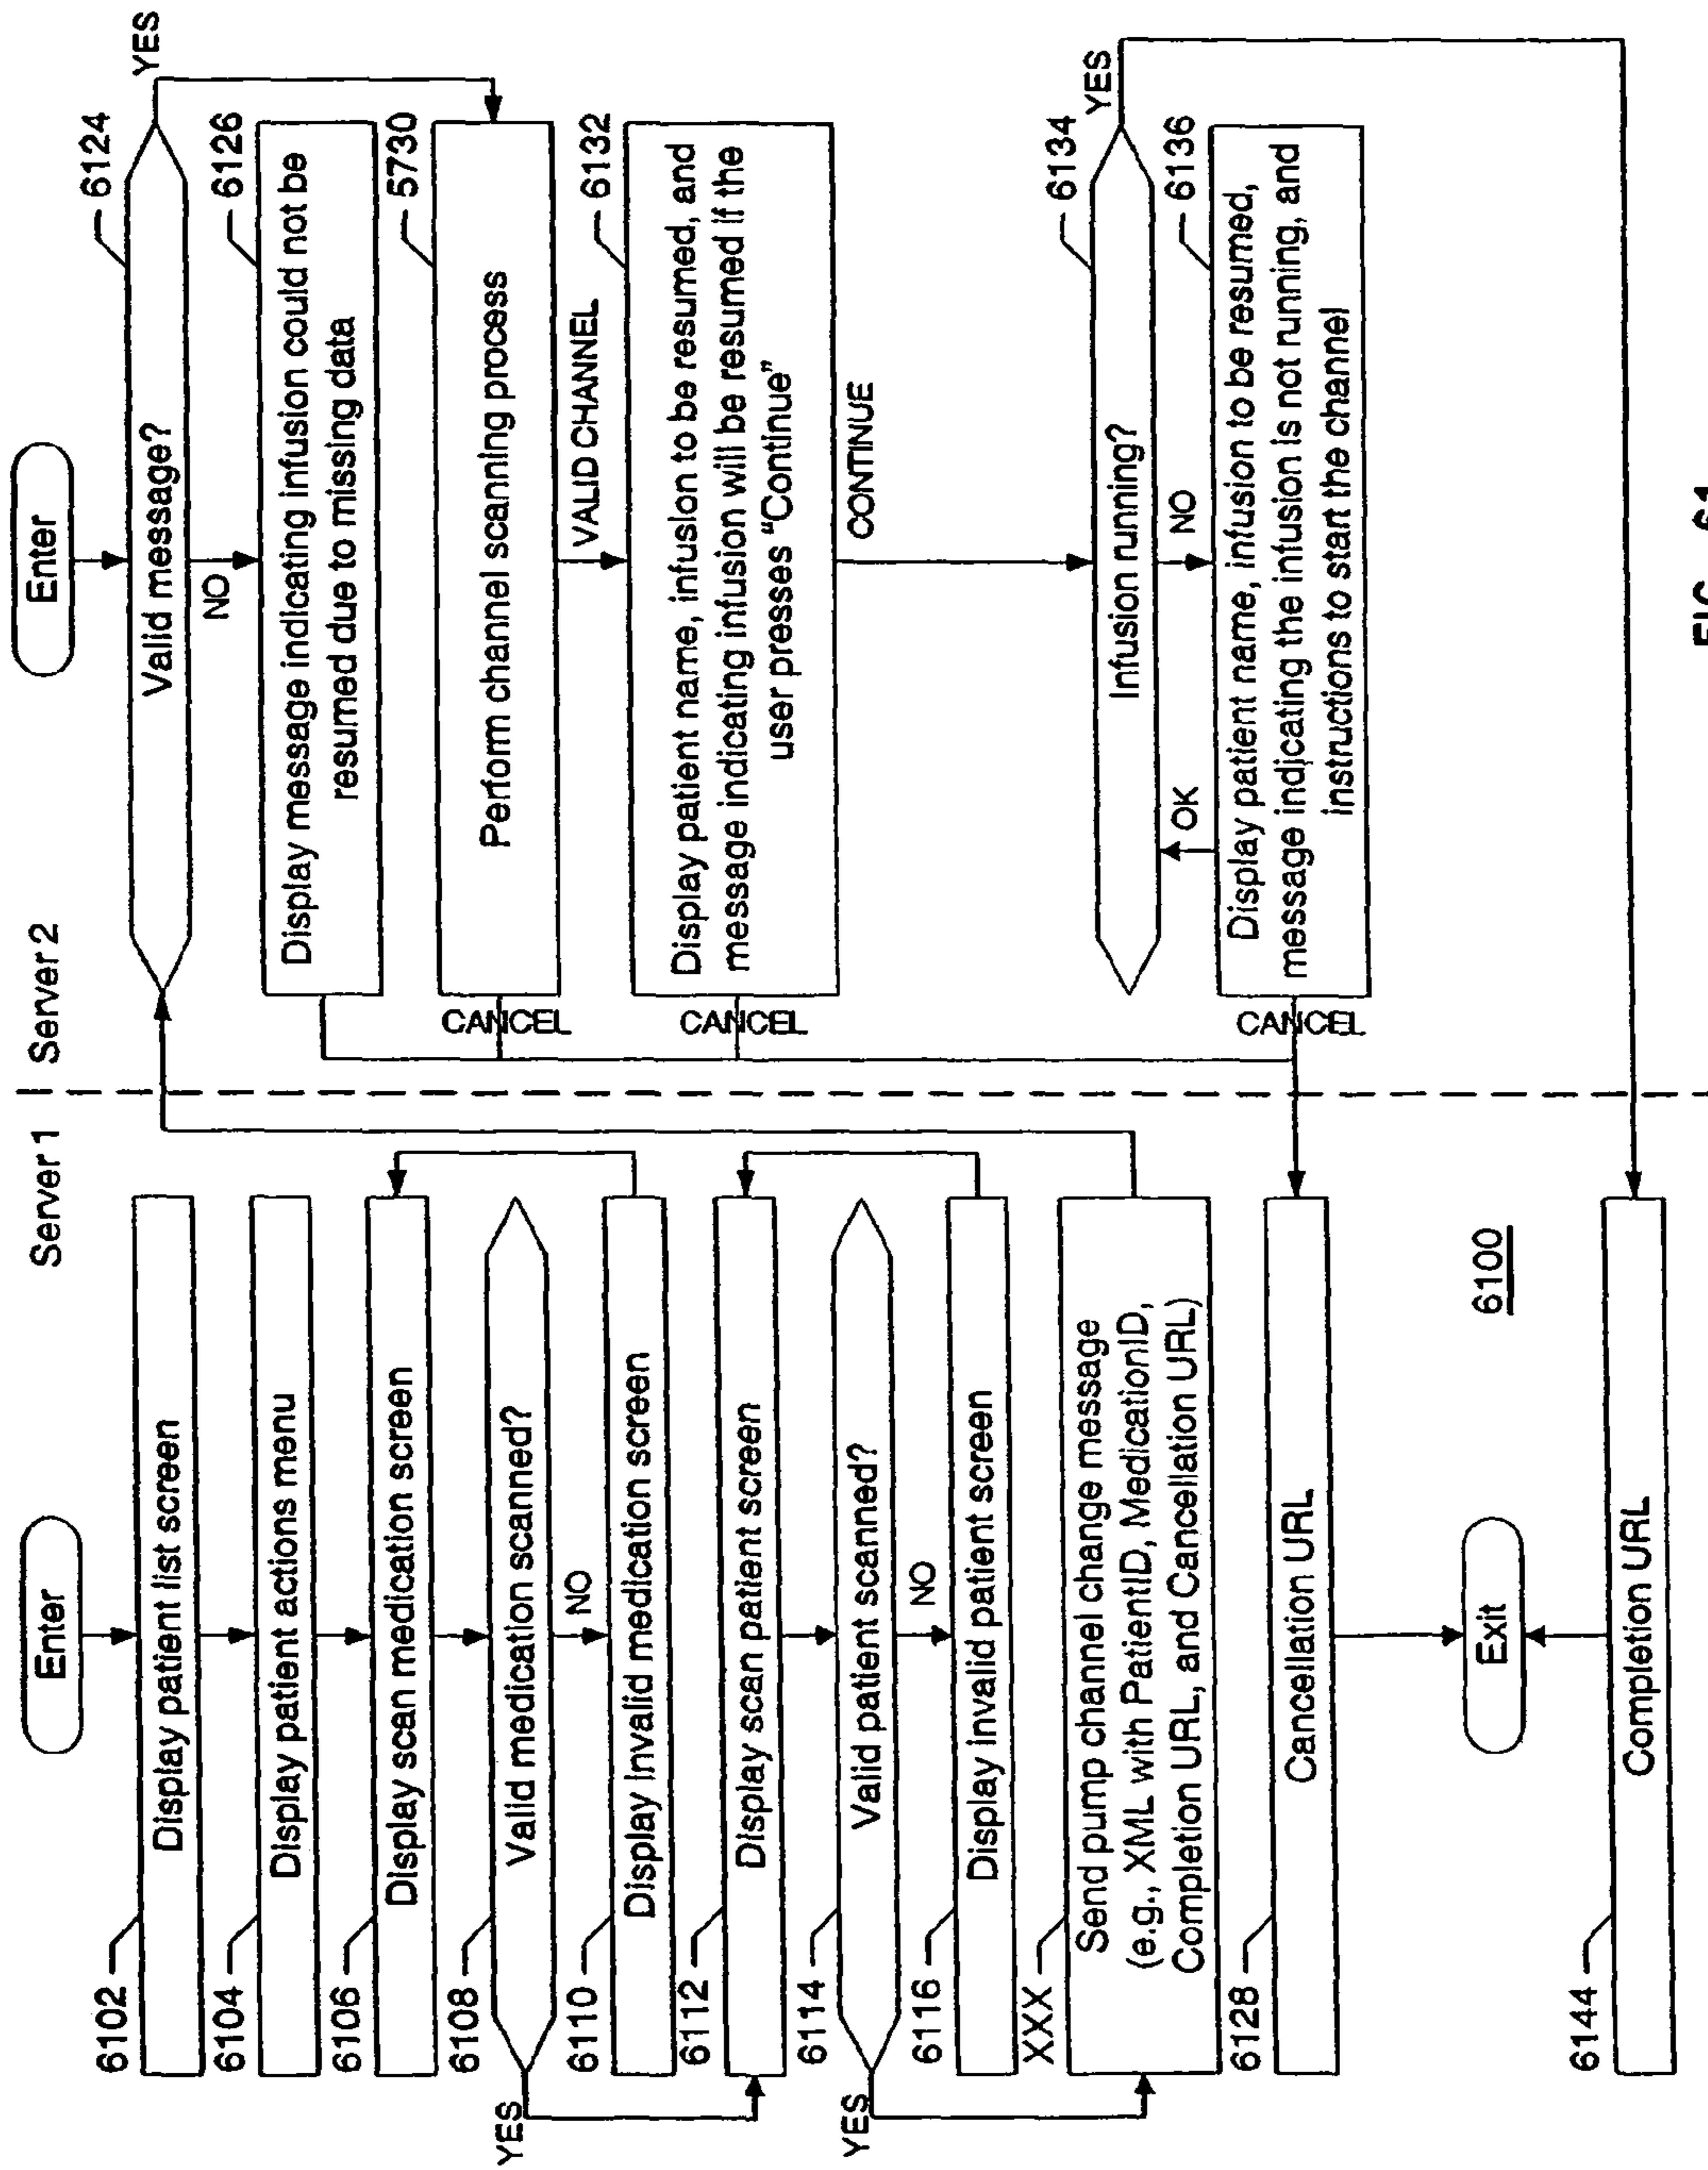 Server 1
Enter
6102
Display patient list screen
6104
Display patient actions menu
6106
Display scan medication screen
6108
Valid medication scanned?
YES
NO
6110
Display invalid medication screen
6112
Display scan patient screen
6114
Valid patient scanned?
YES
NO
6116
Display invalid patient screen
XXX
Send pump channel change message
(e.g., XML with PatientID, MedicationID,
Completion URL, and Cancellation URL)
6128
Cancellation URL
Exit
6100
6144
Completion URL
Server 2
Enter
Valid message?
6124
YES
NO
6126
Display message indicating infusion could not be
resumed due to missing data
5730
Perform channel scanning process
CANCEL
VALID CHANNEL
6132
Display patient name, infusion to be resumed, and
message indicating infusion will be resumed if the
user presses "Continue"
CANCEL
CONTINUE
6134
Infusion running?
YES
OK
NO
6136
Display patient name, infusion to be resumed,
message indicating the infusion is not running, and
instructions to start the channel
CANCEL
FIG. 61